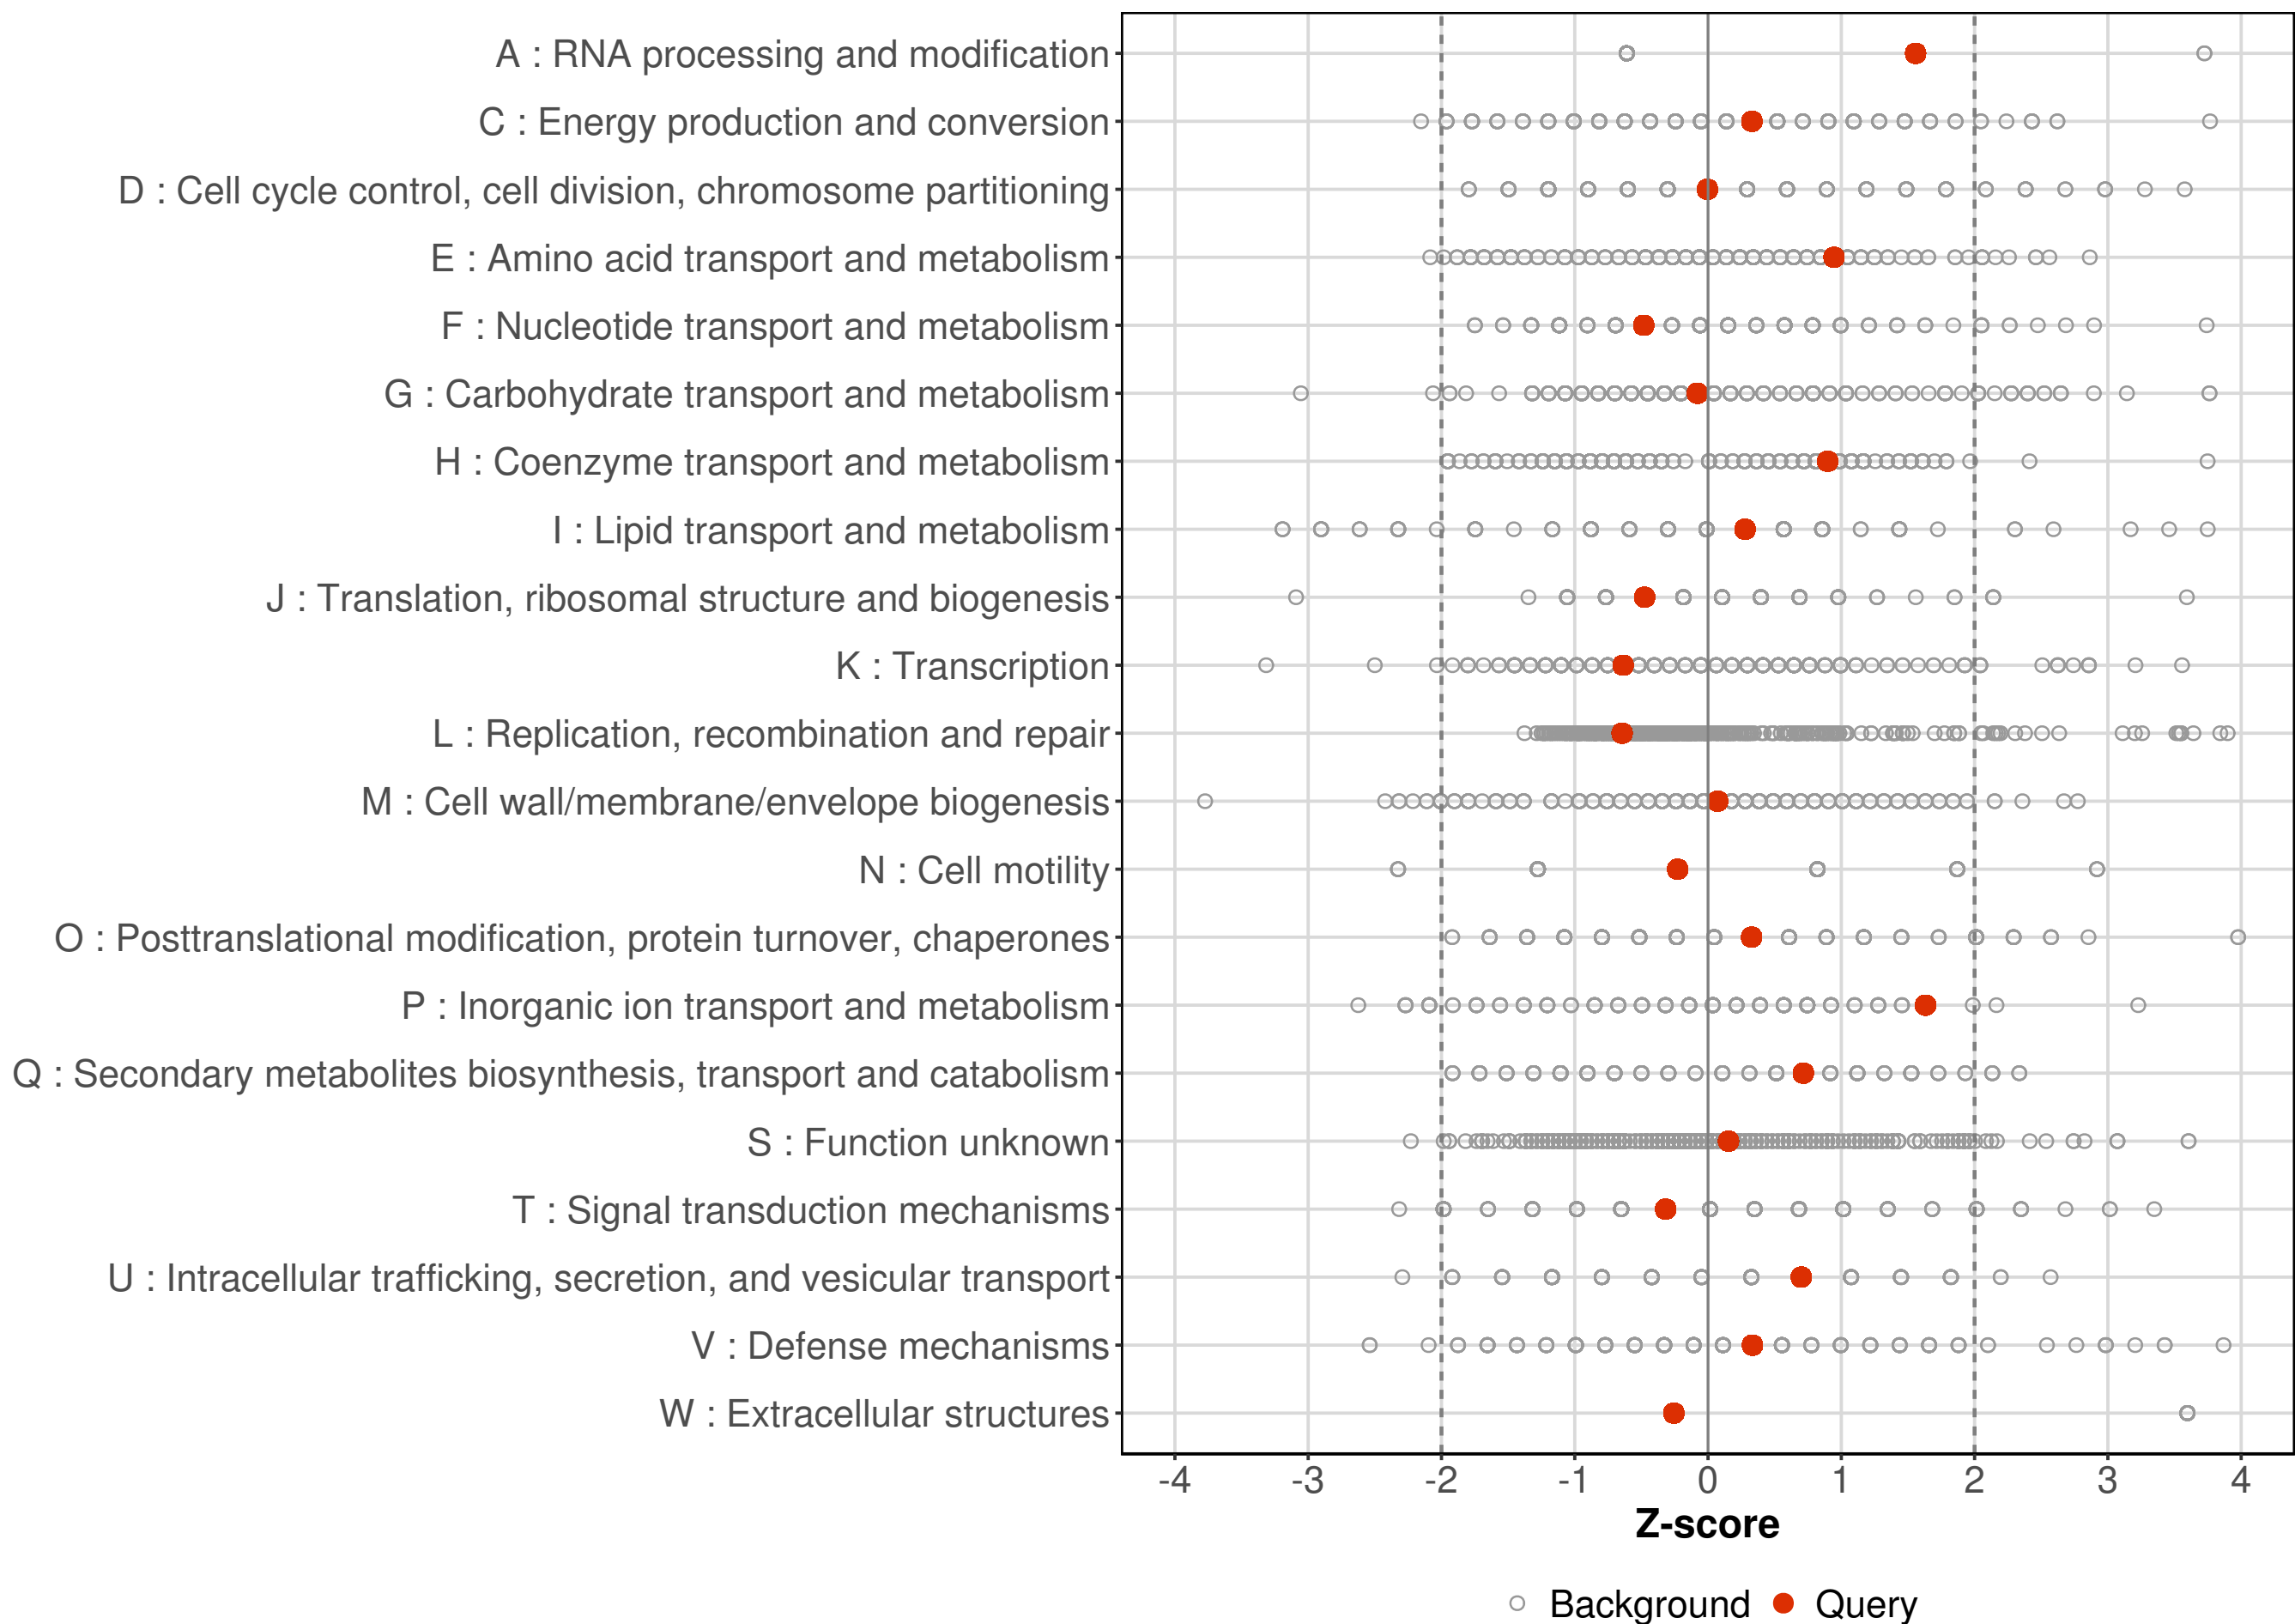 A : RNA processing and modification
C : Energy production and conversion
D : Cell cycle control, cell division, chromosome partitioning
E : Amino acid transport and metabolism
F : Nucleotide transport and metabolism
G : Carbohydrate transport and metabolism
H : Coenzyme transport and metabolism
I : Lipid transport and metabolism
J : Translation, ribosomal structure and biogenesis
K : Transcription
L : Replication, recombination and repair
M : Cell wall/membrane/envelope biogenesis
N : Cell motility
O : Posttranslational modification, protein turnover, chaperones
P : Inorganic ion transport and metabolism
Q : Secondary metabolites biosynthesis, transport and catabolism
S : Function unknown
T : Signal transduction mechanisms
U : Intracellular trafficking, secretion, and vesicular transport
V : Defense mechanisms
W : Extracellular structures
-4 -3 -2 -1 0 1 2 3 4
Z-score
Background Query